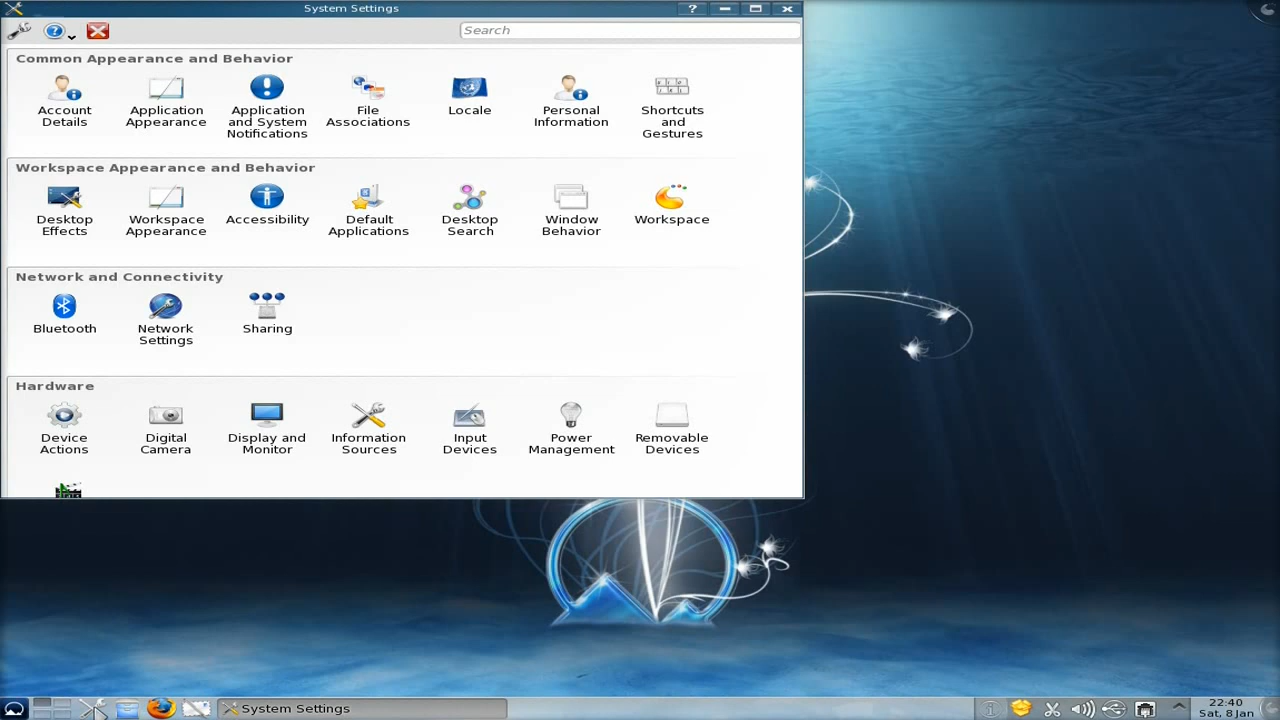 System Settings
?
Search
Common Appearance and Behavior
Account Details
Application Appearance
Application and System Notifications
File Associations
Locale
Personal Information
Shortcuts and Gestures
Workspace Appearance and Behavior
Desktop Effects
Workspace Appearance
Accessibility
Default Applications
Desktop Search
Window Behavior
Workspace
Network and Connectivity
Bluetooth
Network Settings
Sharing
Hardware
Device Actions
Digital Camera
Display and Monitor
Information Sources
Input Devices
Power Management
Removable Devices
System Settings
22:40
Sat, 8 Jan